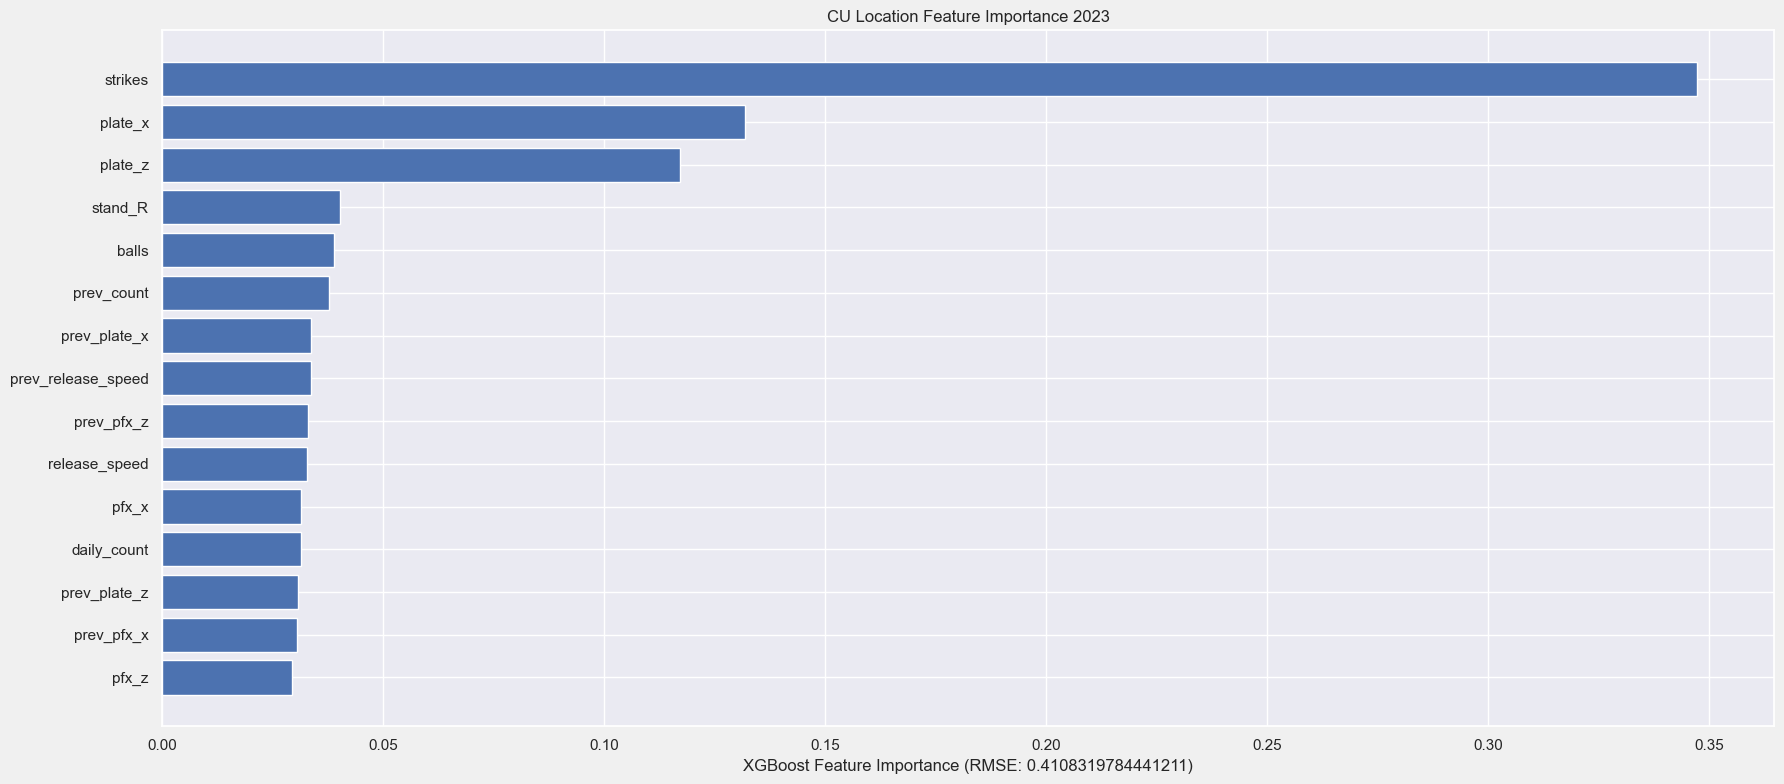 CU Location Feature Importance 2023
strikes
plate_x
plate_z
stand_R
balls
prev_count
prev_plate_x
prev_release_speed
prev_pfx_z
release_speed
pfx_x
daily_count
prev_plate_z
prev_pfx_x
pfx_z
0.00 0.05 0.10 0.15 0.20 0.25 0.30 0.35
XGBoost Feature Importance (RMSE: 0.4108319784441211)